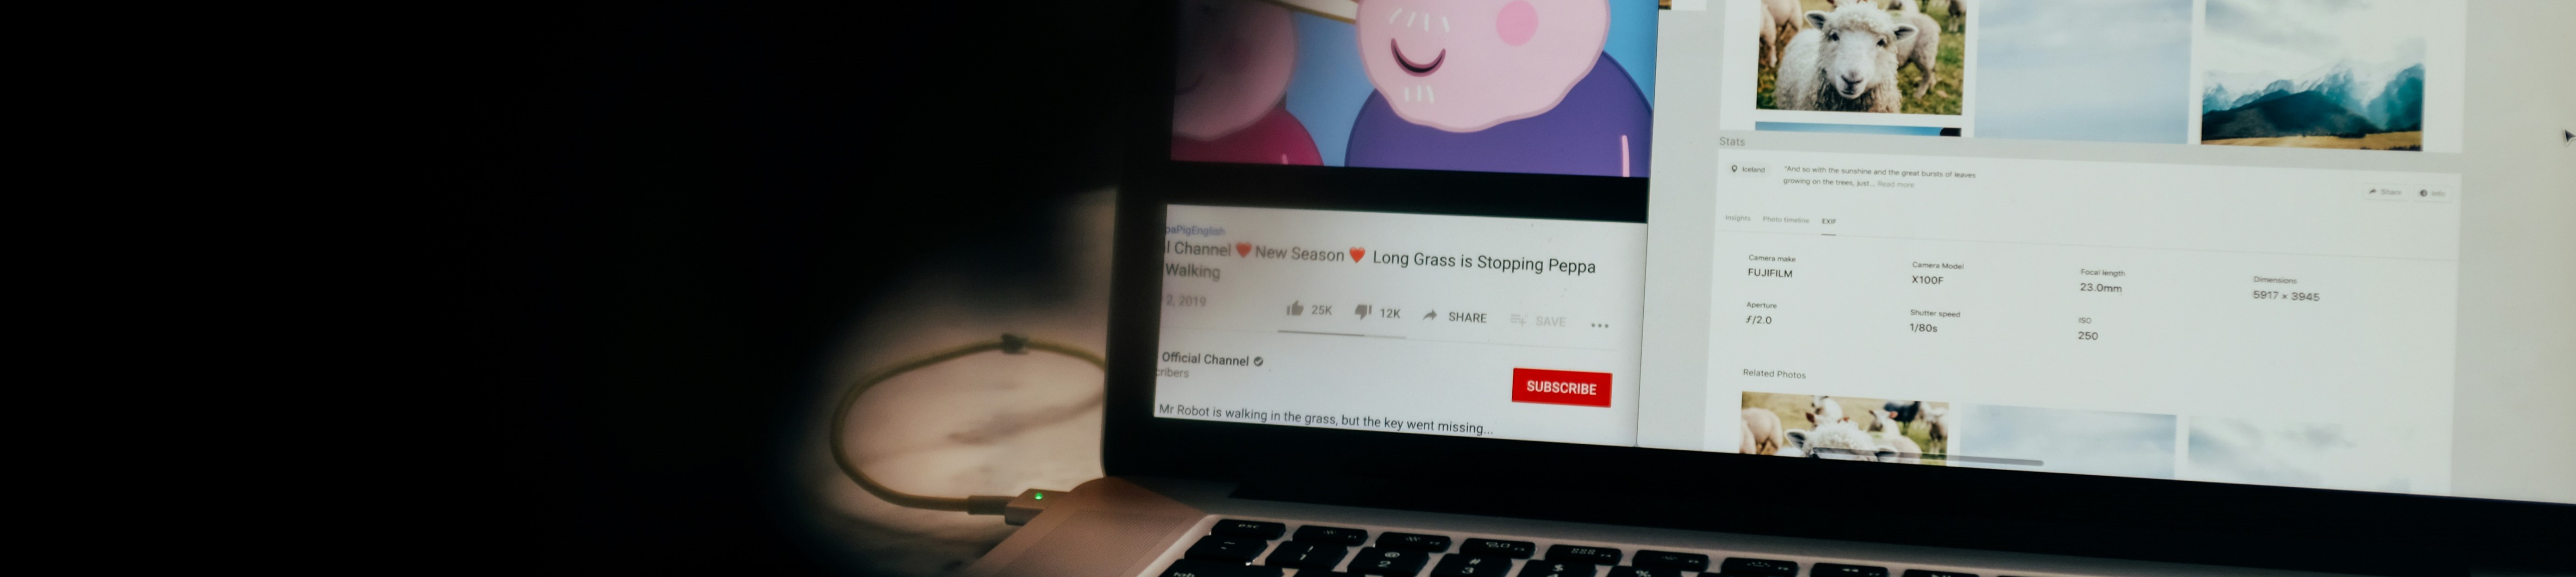 paPigEnglish
l Channel ❤️ New Season ❤️ Long Grass is Stopping Peppa
Walking
2, 2019
25K 12K SHARE SAVE
Official Channel
cribers
SUBSCRIBE
Mr Robot is walking in the grass, but the key went missing...
Stats
Iceland
"And so with the sunshine and the great bursts of leaves
growing on the trees, just... Read more
Share Info
Insights Photo timeline EXIF
Camera make
FUJIFILM
Camera Model
X100F
Focal length
23.0mm
Dimensions
5917 × 3945
Aperture
ƒ/2.0
Shutter speed
1/80s
ISO
250
Related Photos
esc
! @ # $ %
2 3
tab